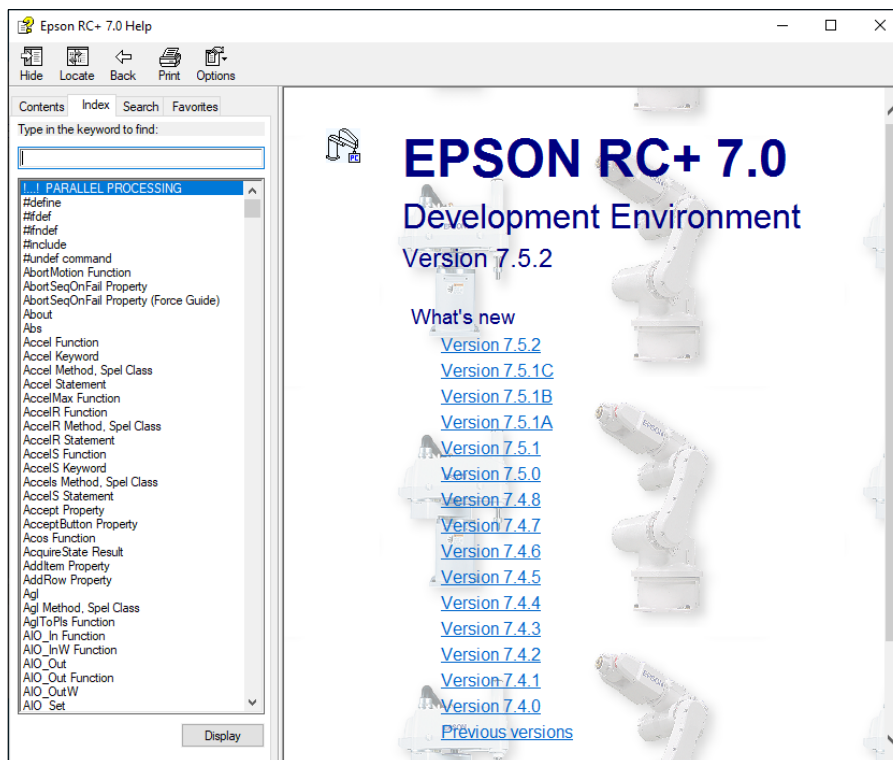 Epson RC+ 7.0 Help
Hide Locate Back Print Options
Contents Index Search Favorites
Type in the keyword to find:
!...! PARALLEL PROCESSING
#define
#ifdef
#ifndef
#include
#undef command
AbortMotion Function
AbortSeqOnFail Property
AbortSeqOnFail Property (Force Guide)
About
Abs
Accel Function
Accel Keyword
Accel Method, Spel Class
Accel Statement
AccelMax Function
AccelR Function
AccelR Method, Spel Class
AccelR Statement
AccelS Function
AccelS Keyword
Accels Method, Spel Class
AccelS Statement
Accept Property
AcceptButton Property
Acos Function
AcquireState Result
AddItem Property
AddRow Property
Agl
Agl Method, Spel Class
AglToPls Function
AIO_In Function
AIO_InW Function
AIO_Out
AIO_Out Function
AIO_OutW
AIO_Set
Display
PC
EPSON RC+ 7.0
Development Environment
Version 7.5.2
What's new
Version 7.5.2
Version 7.5.1C
Version 7.5.1B
Version 7.5.1A
Version 7.5.1
Version 7.5.0
Version 7.4.8
Version 7.4.7
Version 7.4.6
Version 7.4.5
Version 7.4.4
Version 7.4.3
Version 7.4.2
Version 7.4.1
Version 7.4.0
Previous versions